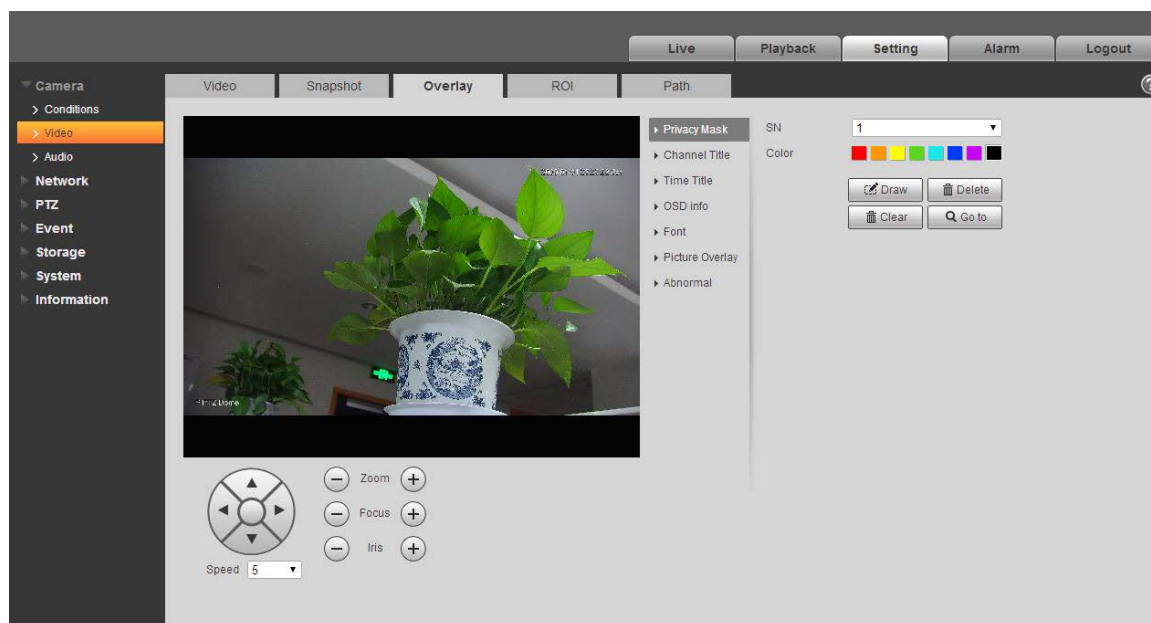 Live Playback Setting Alarm Logout
Camera
Video Snapshot Overlay ROI Path
Conditions
Video
Audio
Network
PTZ
Event
Storage
System
Information
Privacy Mask
Channel Title
Time Title
OSD info
Font
Picture Overlay
Abnormal
SN 1
Color
Draw Delete
Clear Go to
PTZ Dome
Zoom
Focus
Iris
Speed 5